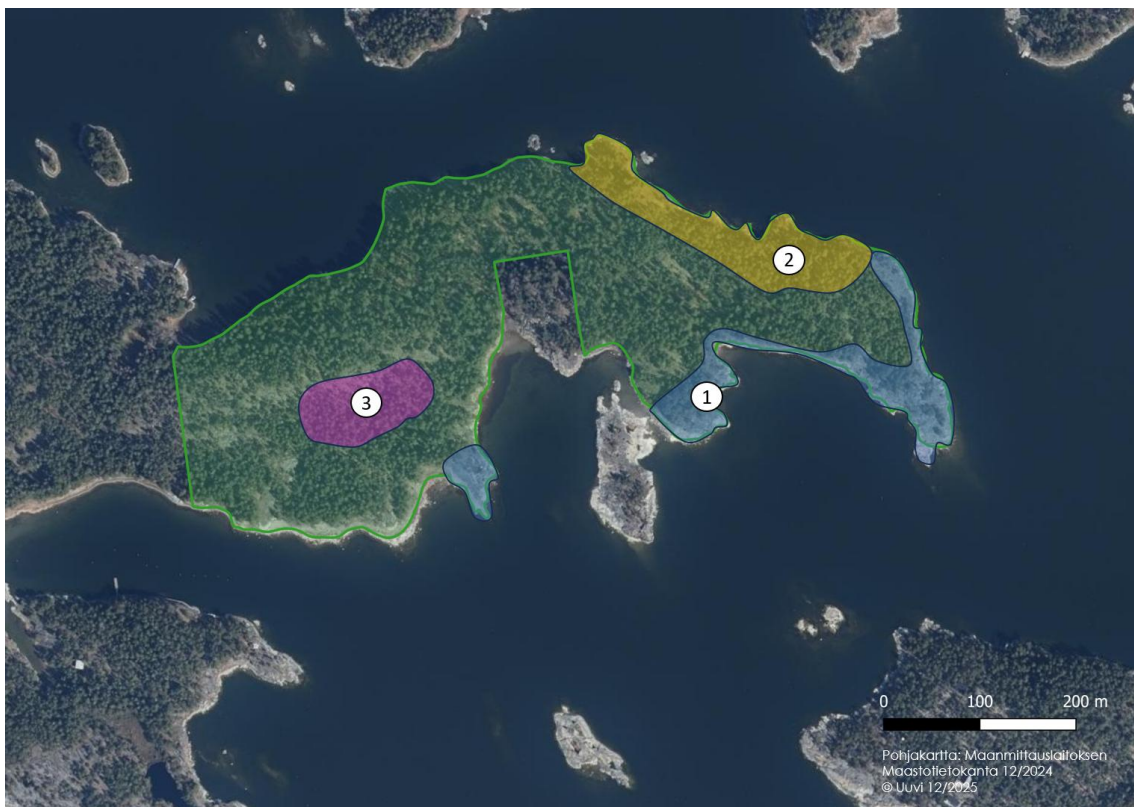 2
1
3
0 100 200 m
Pohjakartta: Maanmittauslaitoksen
Maastotietokanta 12/2024
© Uuvi 12/2025